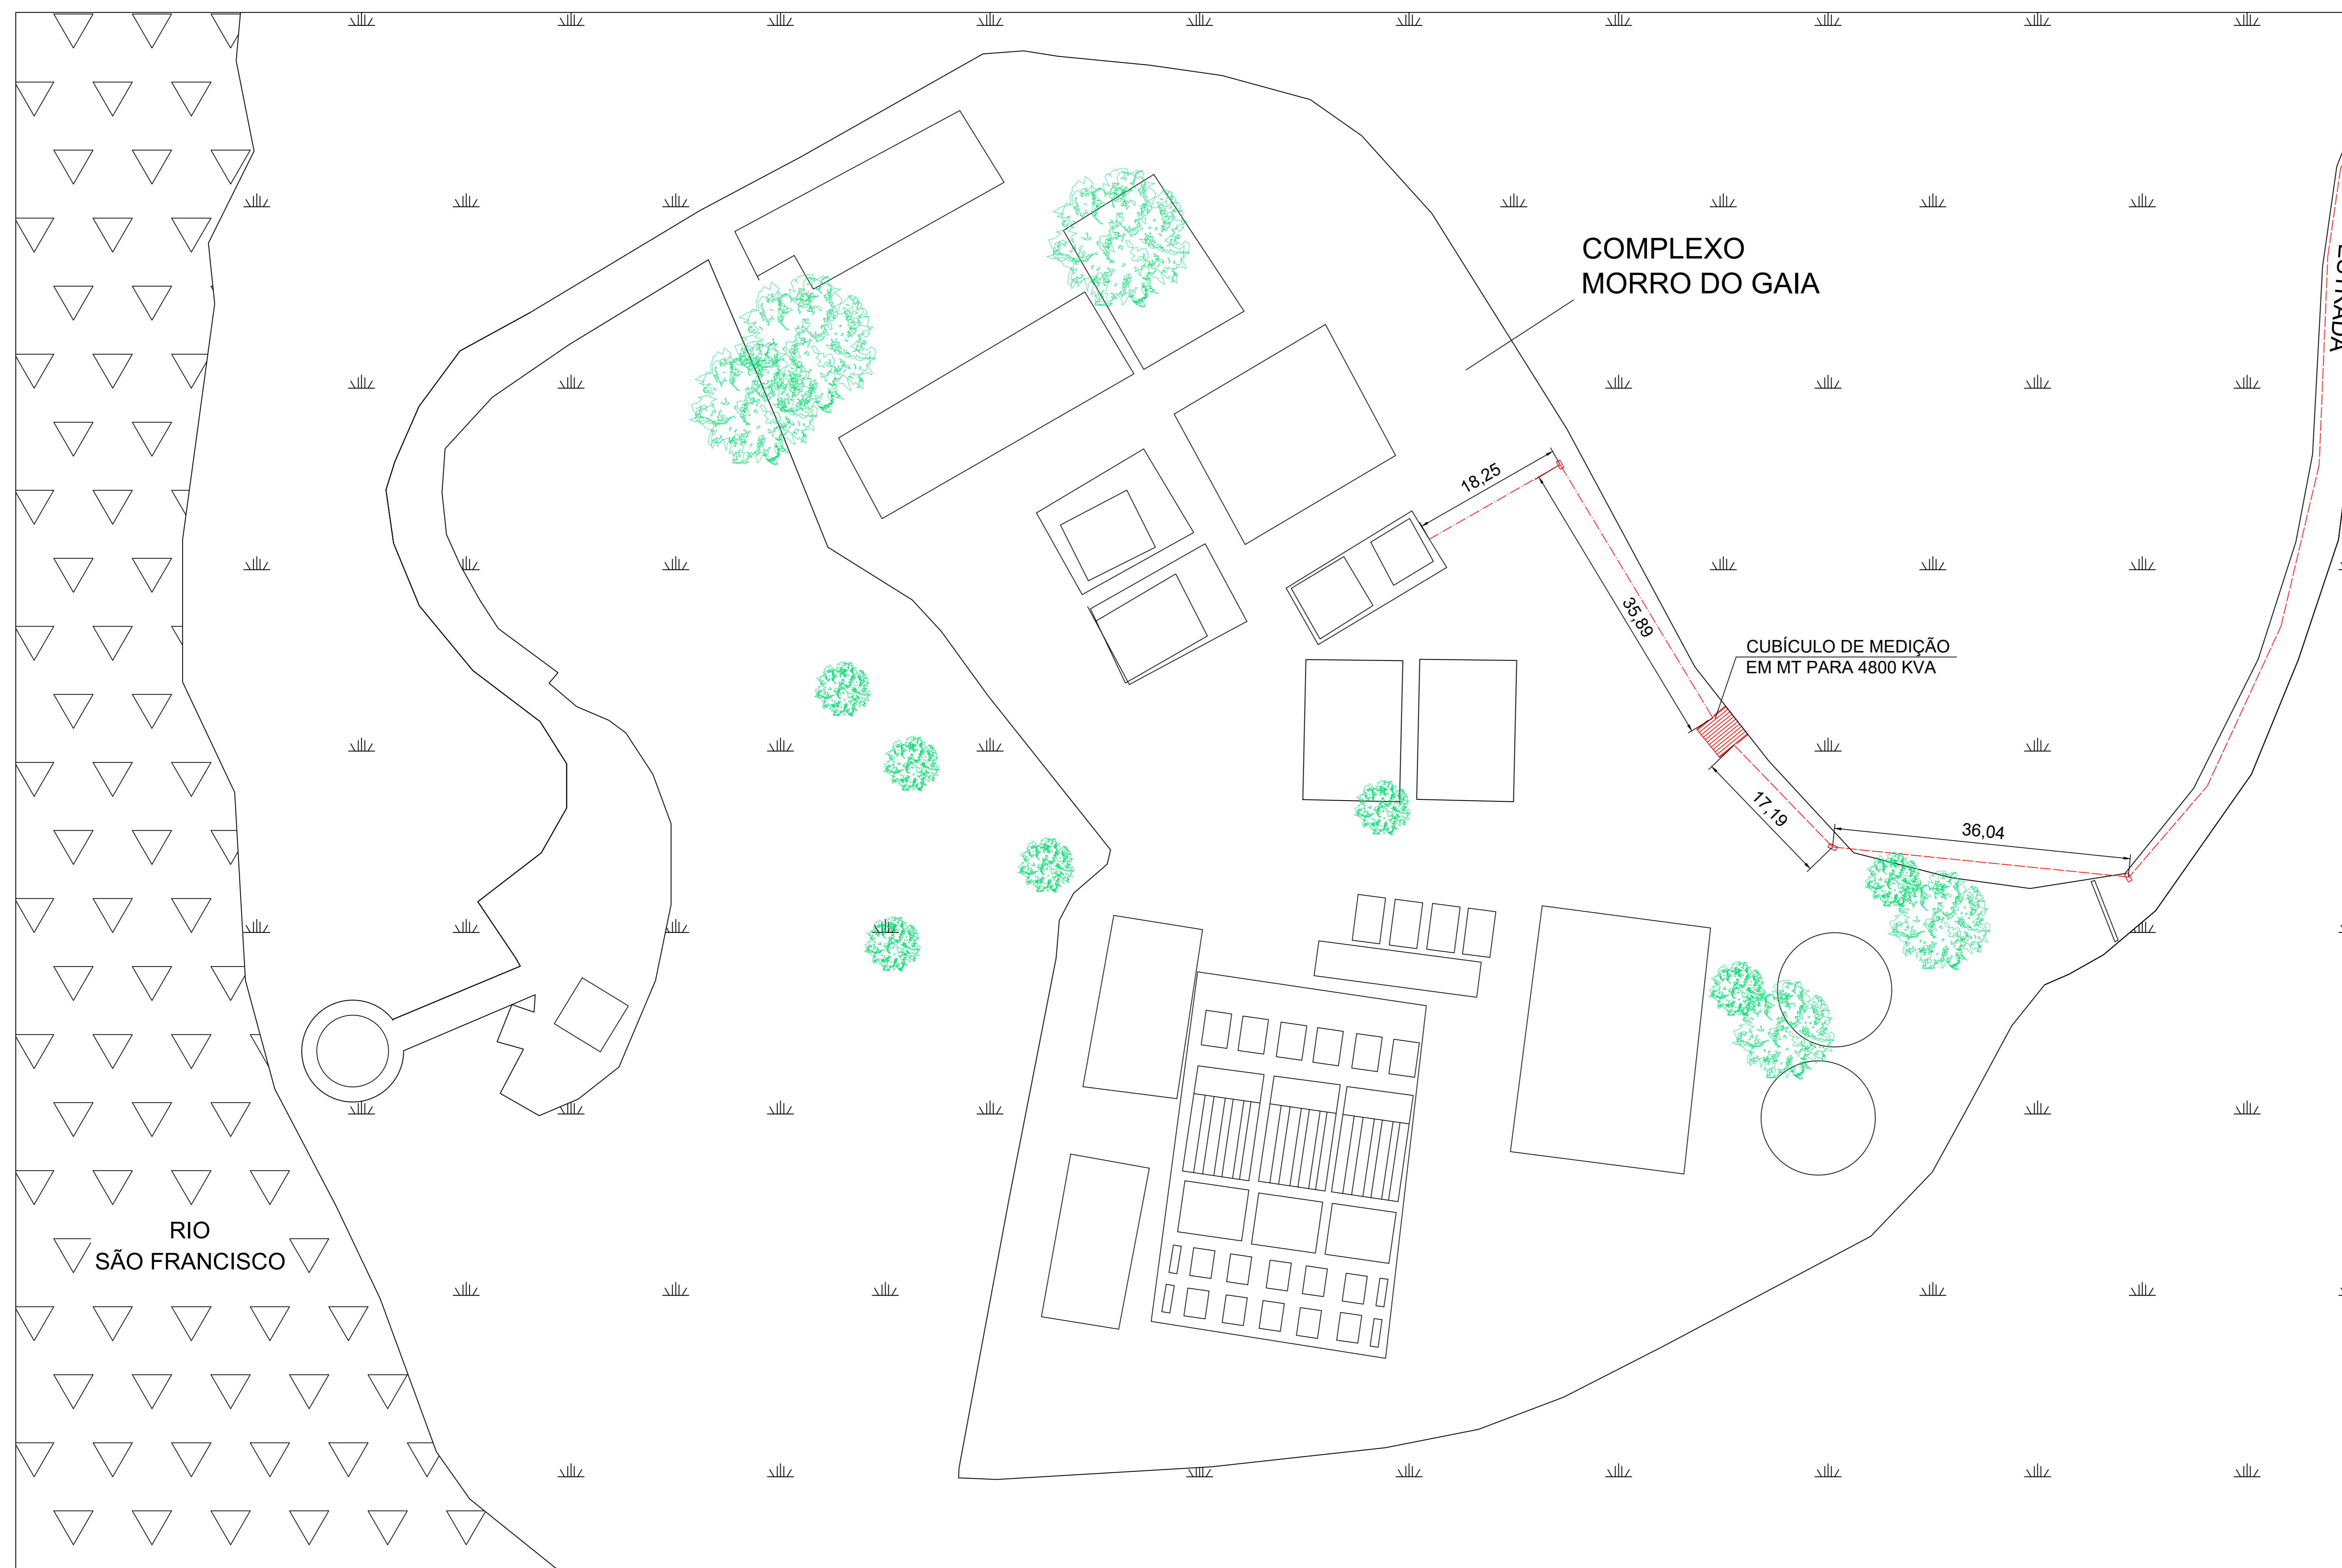 COMPLEXO
MORRO DO GAIA
ESTRADA
18,25
35,89
CUBÍCULO DE MEDIÇÃO
EM MT PARA 4800 KVA
17,19
36,04
RIO
SÃO FRANCISCO